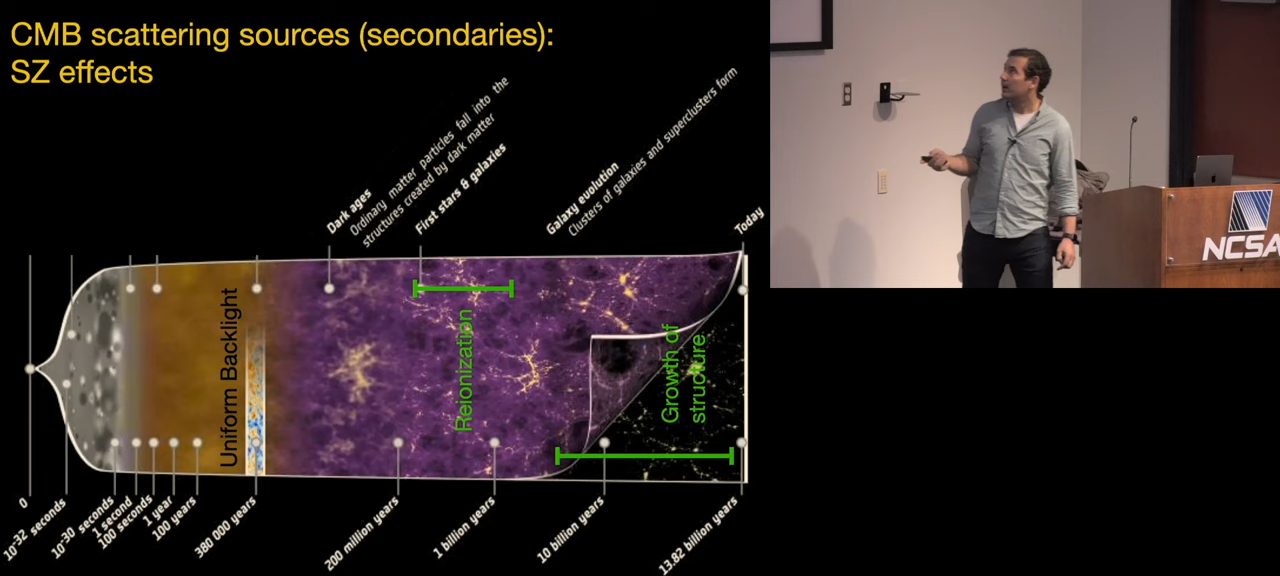 CMB scattering sources (secondaries):
SZ effects
Dark ages
Ordinary matter particles fall into the
structures created by dark matter
First stars & galaxies
Galaxy evolution
Clusters of galaxies and superclusters form
Today
Uniform Backlight
Reionization
Growth of
structure
0
10-32 seconds
10-30 seconds
1 second
100 seconds
1 year
100 years
380 000 years
200 million years
1 billion years
10 billion years
13.82 billion years
NCSA